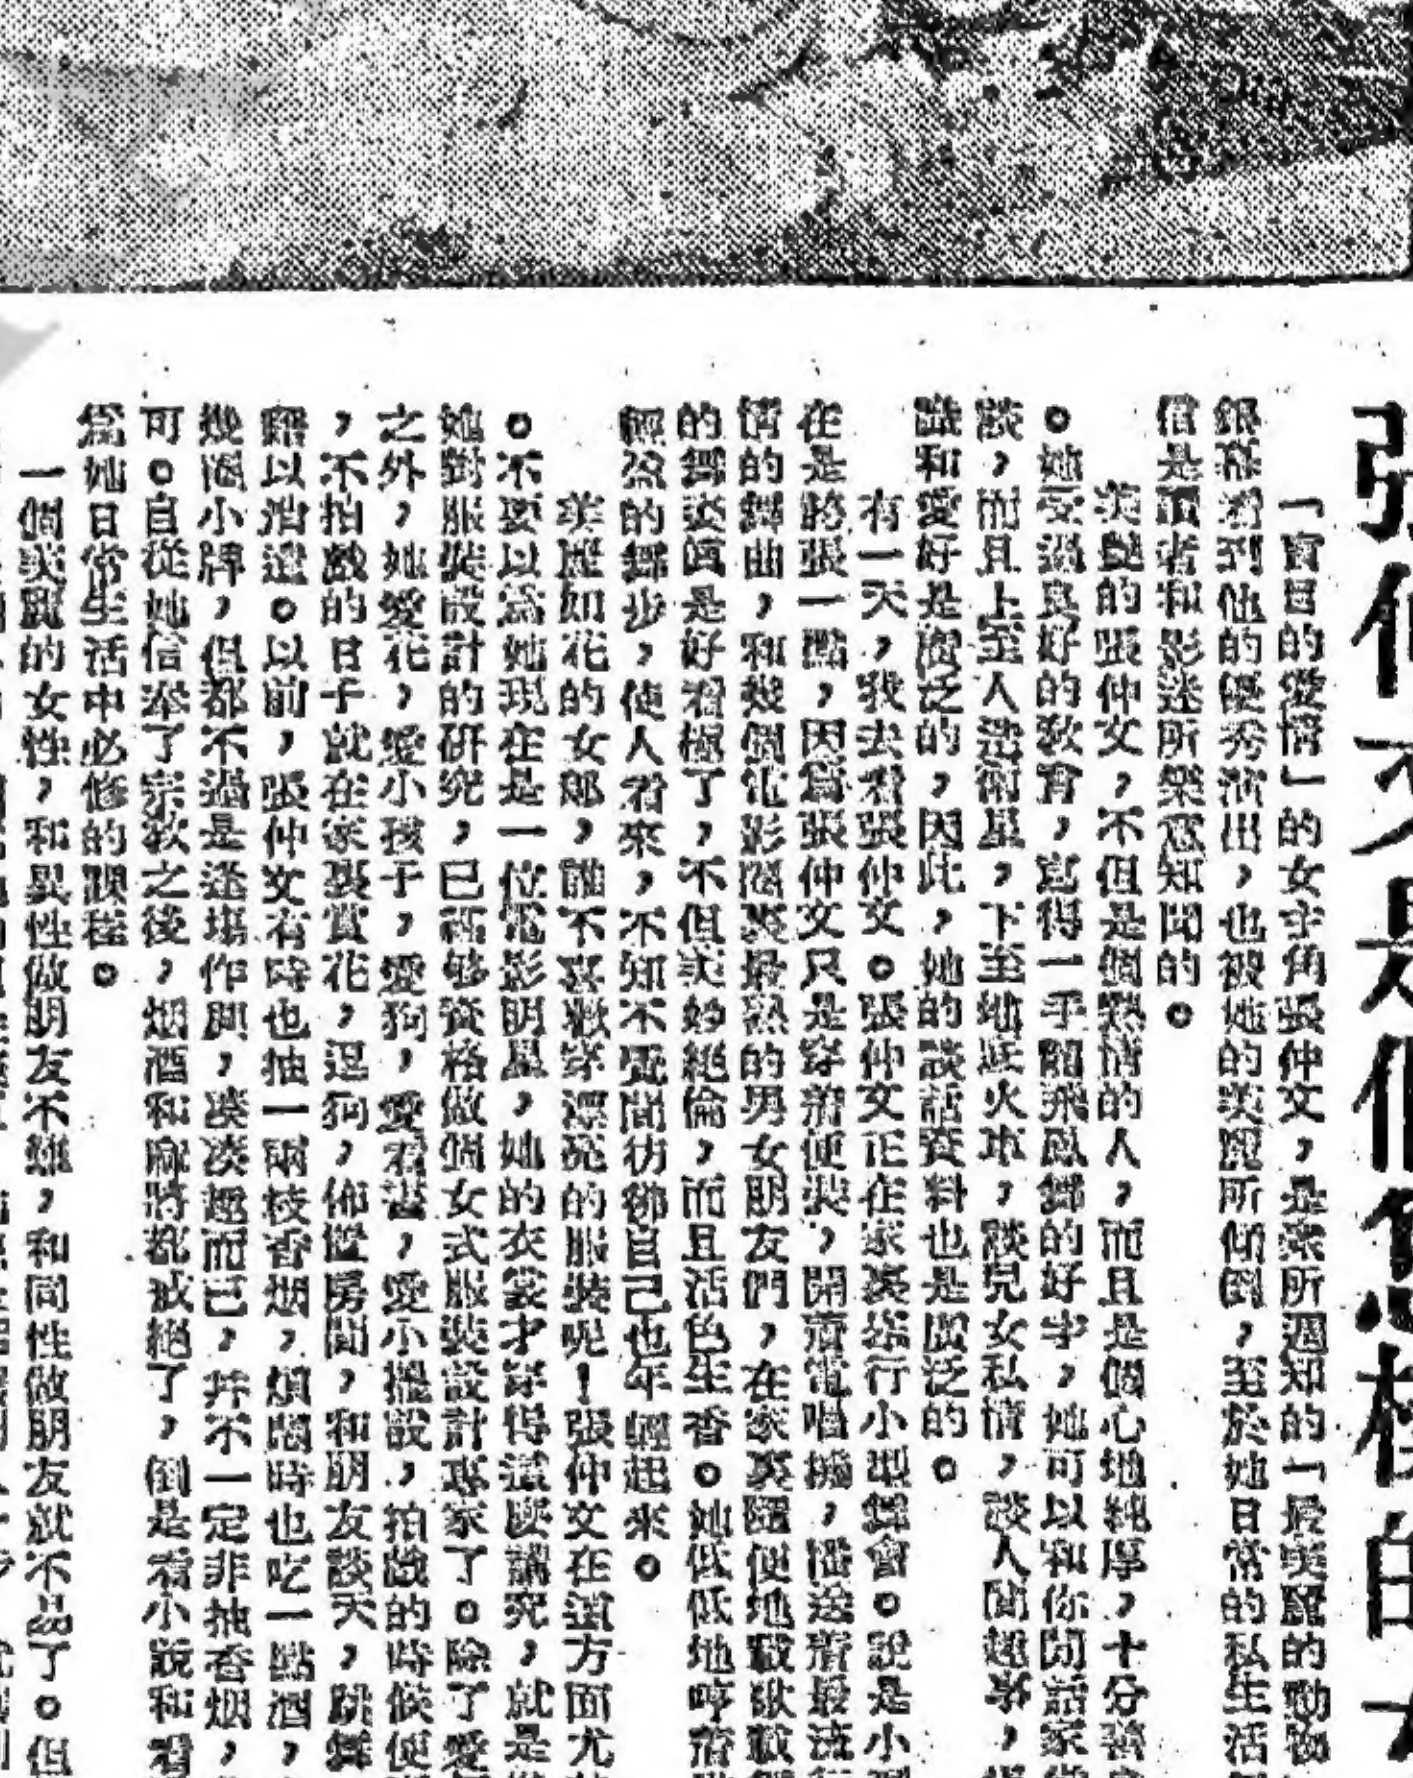 張仲文是個怎樣的女
「盲目的愛情」的女主角張仲文，是衆所週知的「最美麗的動物
銀幕看到他的優秀演出，也被她的美麗所傾倒，至於她日常的私生活
信是讀者和影迷所樂意知聞的。
美艷的張仲文，不但是個熱情的人，而且是個心地純厚，十分
。她受過良好的敎育，寫得一手龍飛鳳舞的好字，她可以和你閒話家常
談，而且上至人造衛星，下至地底火車，談兒女私情，談人間趣事，
識和愛好是廣泛的，因此，她的談話資料也是廣泛的。
有一天，我去看張仲文。張仲文正在家裏舉行小型舞會。說是小型
在是誇張一點，因爲張仲文只是穿着便裝，開着電唱機，播送着最流行
情的舞曲，和幾個電影圈裏最熟的男女朋友們，在家裏隨便地載歌載舞
的舞姿眞是好看極了，不但美妙絕倫，而且活色生香。她低低地哼着
輕盈的舞步，使人看來，不知不覺間彷彿自己也年輕起來。
美麗如花的女郎，誰不喜歡穿漂亮的服裝呢！張仲文在這方面尤
。不要以爲她現在是一位電影明星，她的衣裳才穿得這麽講究，就是
她對服裝設計的研究，已經够資格做個女式服裝設計專家了。除了愛
之外，她愛花，愛小孩子，愛狗，愛看書，愛小擺設，拍戲的時候便
，不拍戲的日子就在家裏賞花，逗狗，佈置房間，和朋友談天，跳舞
籍以消遣。以前，張仲文有時也抽一兩枝香烟，煩悶時也吃一點酒，
幾圈小牌，但都不過是逢塲作興，湊湊趣而已，并不一定非抽香烟，
可。自從她信奉了宗敎之後，烟酒和麻將都戒絕了，倒是看小說和看
爲她日常生活中必修的課程。
一個美麗的女性，和異性做朋友不難，和同性做朋友就不易了。但